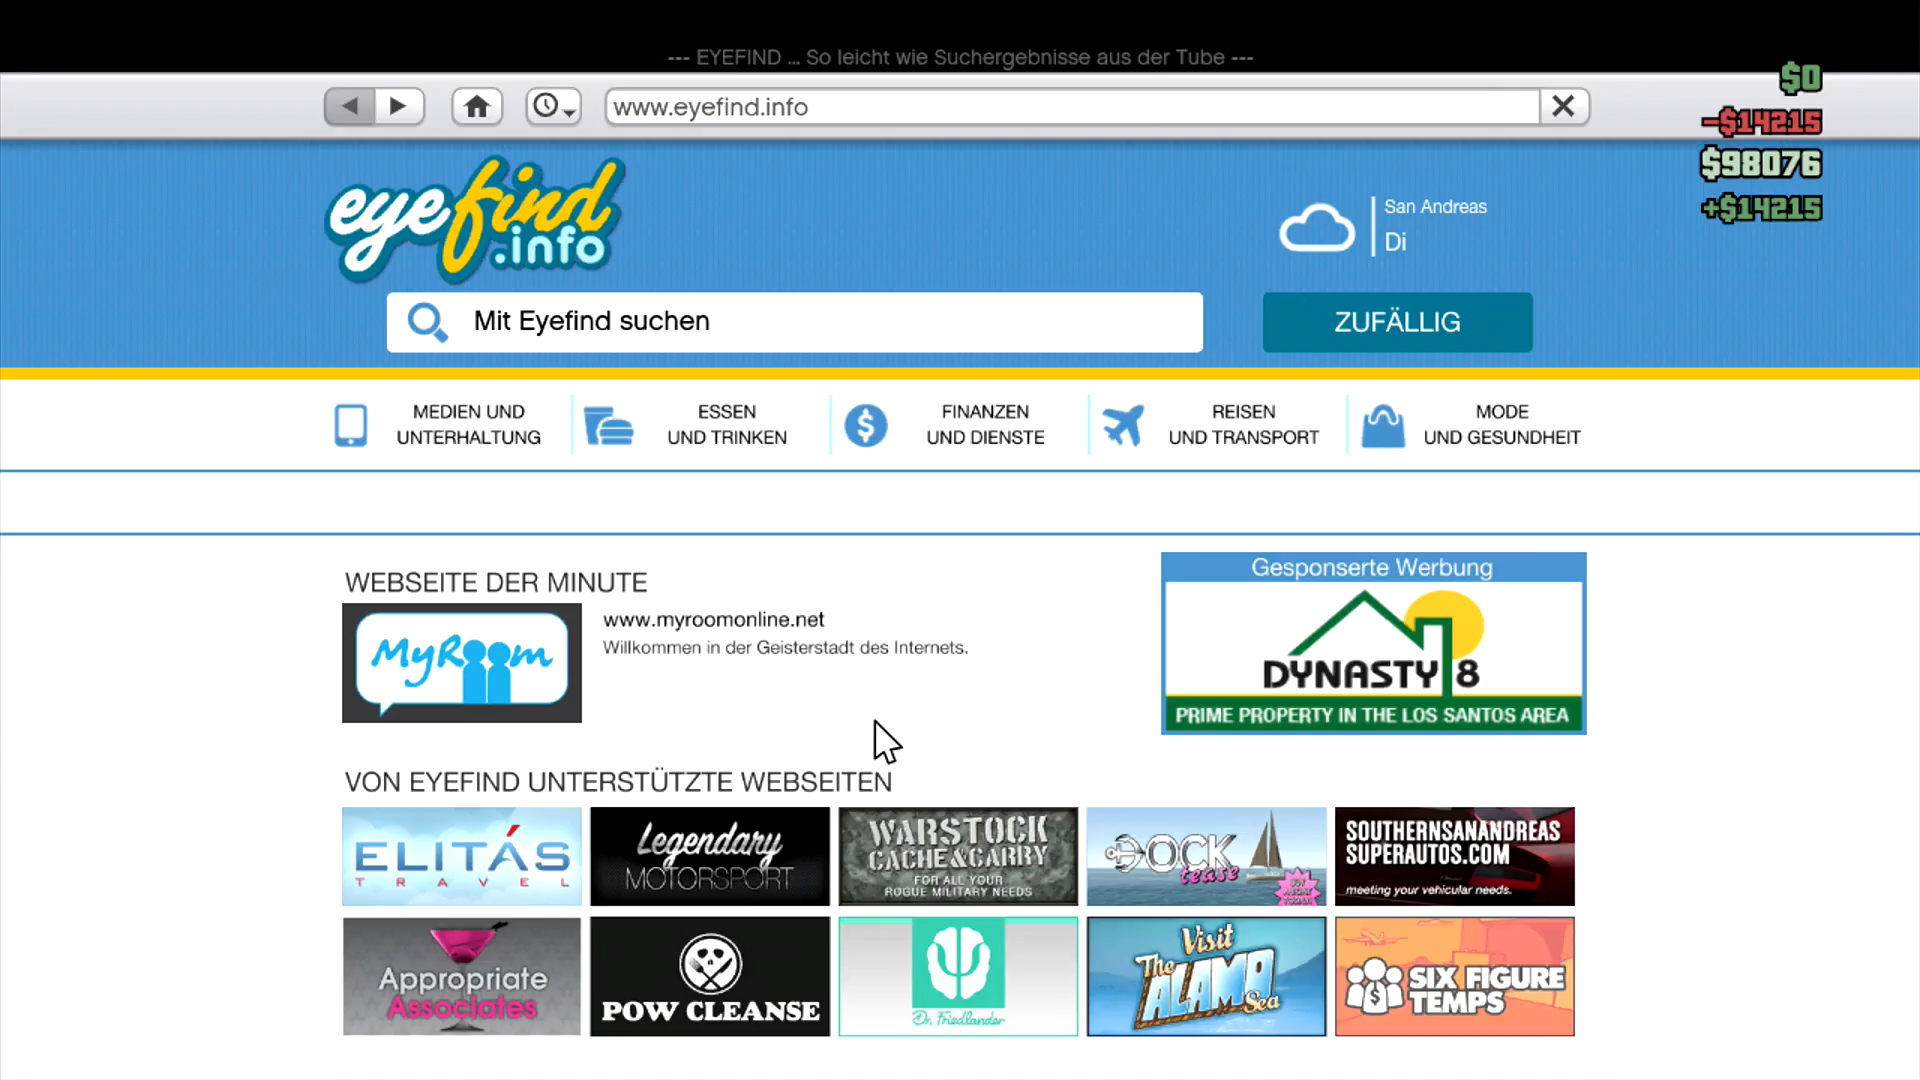 --- EYEFIND ... So leicht wie Suchergebnisse aus der Tube ---
www.eyefind.info
$0
-$14215
$98076
+$14215
eyefind
.info
San Andreas
Di
Mit Eyefind suchen
ZUFÄLLIG
MEDIEN UND
UNTERHALTUNG
ESSEN
UND TRINKEN
FINANZEN
UND DIENSTE
REISEN
UND TRANSPORT
MODE
UND GESUNDHEIT
WEBSEITE DER MINUTE
MyRoom
www.myroomonline.net
Willkommen in der Geisterstadt des Internets.
Gesponserte Werbung
DYNASTY 8
PRIME PROPERTY IN THE LOS SANTOS AREA
VON EYEFIND UNTERSTÜTZTE WEBSEITEN
ELITÁS
TRAVEL
Legendary
MOTORSPORT
WARSTOCK
CACHE&CARRY
FOR ALL YOUR
ROGUE MILITARY NEEDS
DOCK
tease
SOUTHERNSANANDREAS
SUPERAUTOS.COM
meeting your vehicular needs.
Appropriate
Associates
POW CLEANSE
Dr. Friedlander
Visit
The ALAMO
Sea
SIX FIGURE
TEMPS